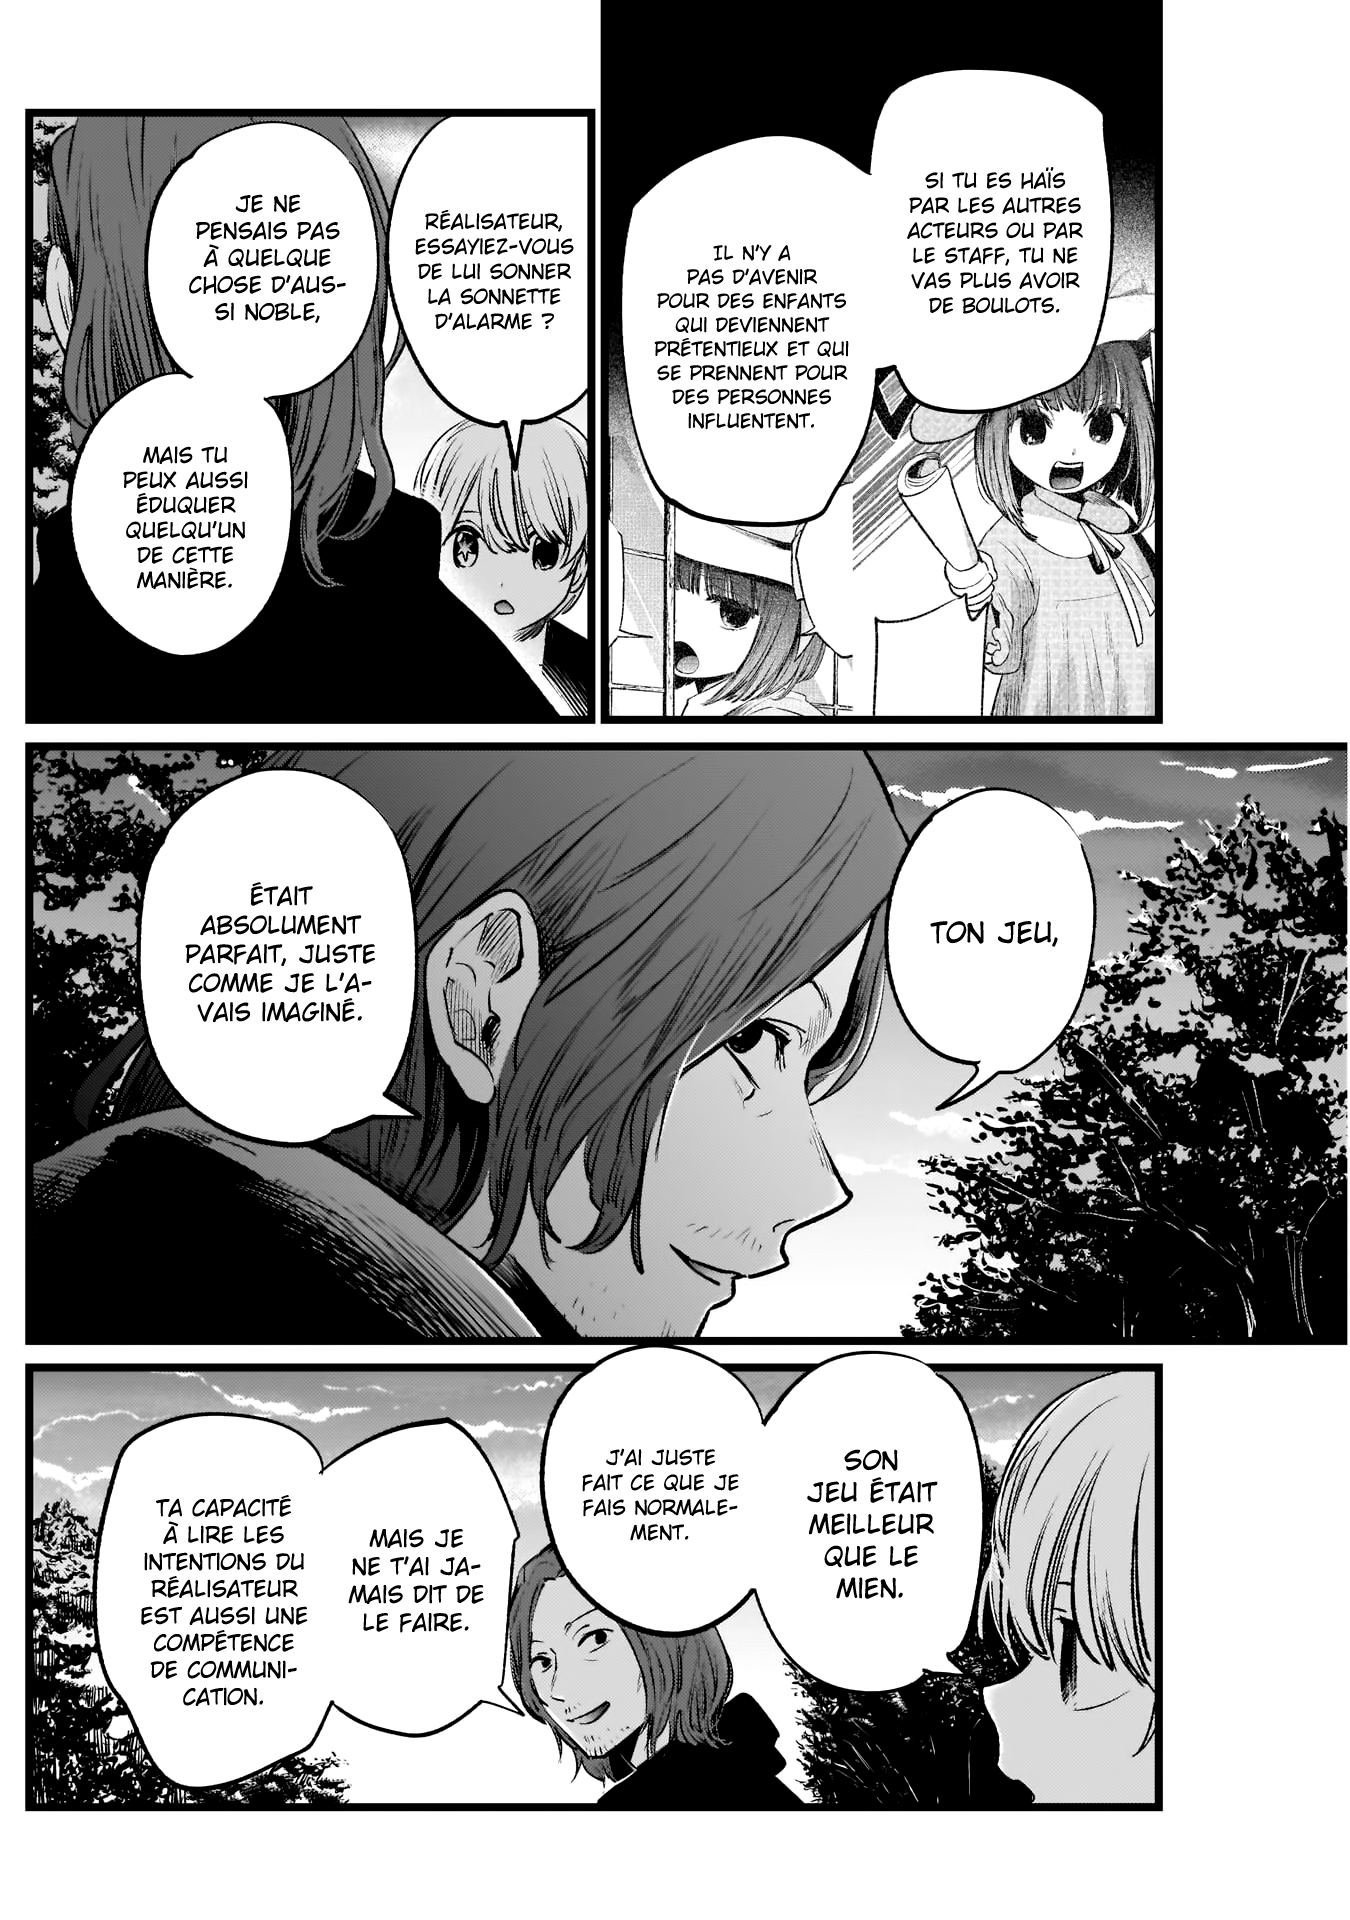 SI TU ES HAÏS
PAR LES AUTRES
ACTEURS OU PAR
LE STAFF, TU NE
VAS PLUS AVOIR
DE BOULOTS.
IL N'Y A
PAS D'AVENIR
POUR DES ENFANTS
QUI DEVIENNENT
PRÉTENTIEUX ET QUI
SE PRENNENT POUR
DES PERSONNES
INFLUENTENT.
RÉALISATEUR,
ESSAYIEZ-VOUS
DE LUI SONNER
LA SONNETTE
D'ALARME ?
JE NE
PENSAIS PAS
À QUELQUE
CHOSE D'AUS-
SI NOBLE,
MAIS TU
PEUX AUSSI
ÉDUQUER
QUELQU'UN
DE CETTE
MANIÈRE.
TON JEU,
ÉTAIT
ABSOLUMENT
PARFAIT, JUSTE
COMME JE L'A-
VAIS IMAGINÉ.
SON
JEU ÉTAIT
MEILLEUR
QUE LE
MIEN.
J'AI JUSTE
FAIT CE QUE JE
FAIS NORMALE-
MENT.
MAIS JE
NE T'AI JA-
MAIS DIT DE
LE FAIRE.
TA CAPACITÉ
À LIRE LES
INTENTIONS DU
RÉALISATEUR
EST AUSSI UNE
COMPÉTENCE
DE COMMUNI-
CATION.